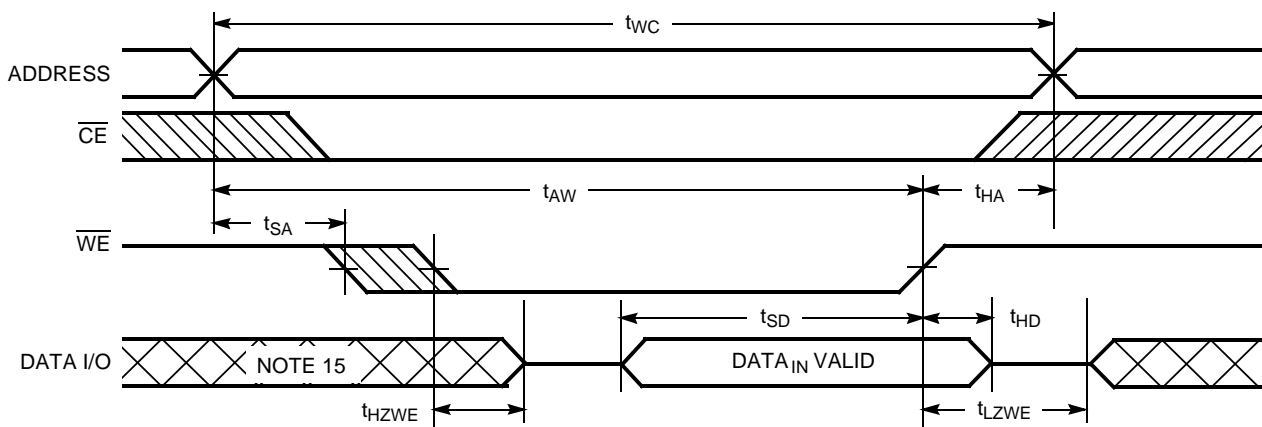 tWC
ADDRESS
CE
tAW
tHA
tSA
WE
tSD
tHD
DATA I/O
NOTE 15
DATAIN VALID
tHZWE
tLZWE